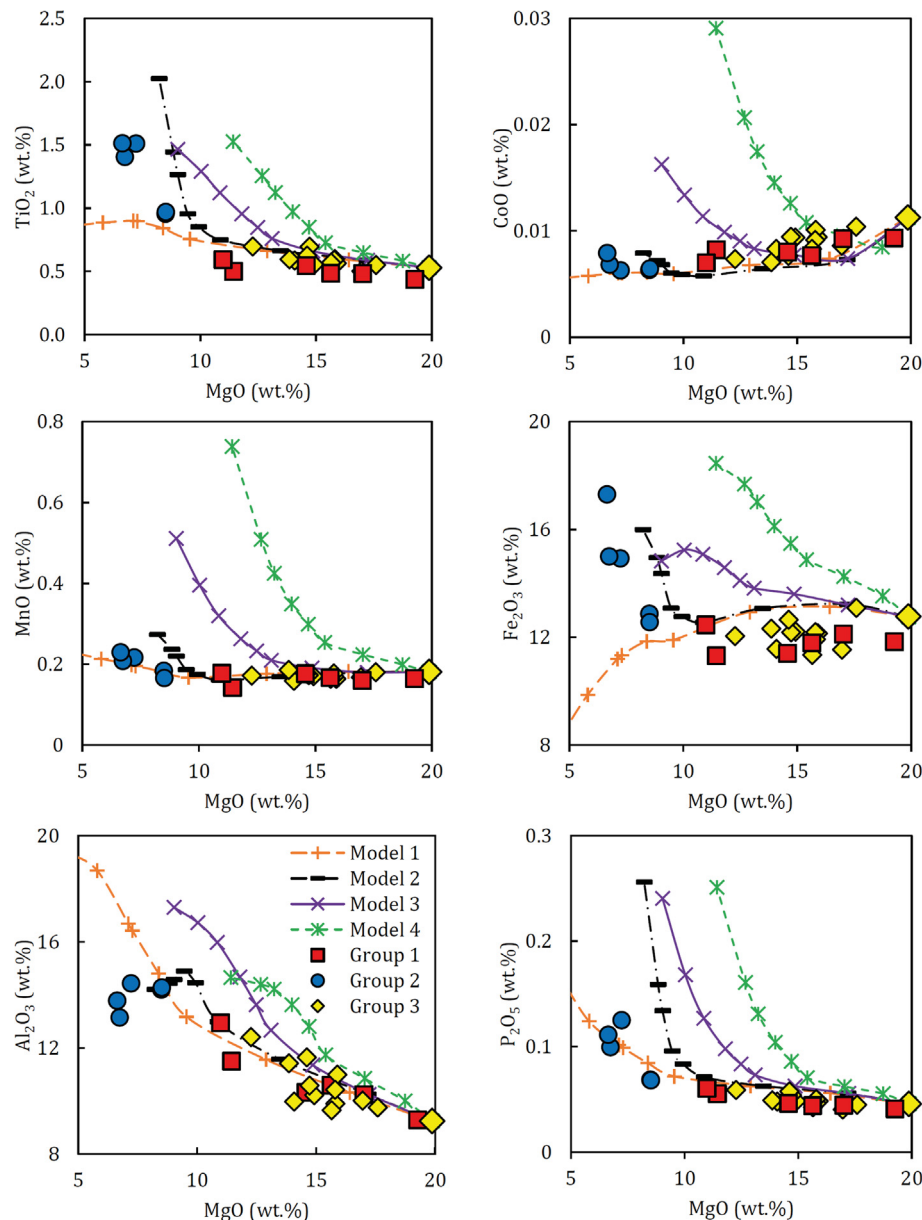 2.5
2.0
1.5
1.0
0.5
0.0
TiO2 (wt.%)
5 10 15 20
MgO (wt.%)
0.03
0.02
0.01
0
CoO (wt.%)
5 10 15 20
MgO (wt.%)
0.8
0.6
0.4
0.2
0
MnO (wt.%)
5 10 15 20
MgO (wt.%)
20
16
12
8
Fe2O3 (wt.%)
5 10 15 20
MgO (wt.%)
20
16
12
8
Al2O3 (wt.%)
Model 1
Model 2
Model 3
Model 4
Group 1
Group 2
Group 3
5 10 15 20
MgO (wt.%)
0.3
0.2
0.1
0
P2O5 (wt.%)
5 10 15 20
MgO (wt.%)